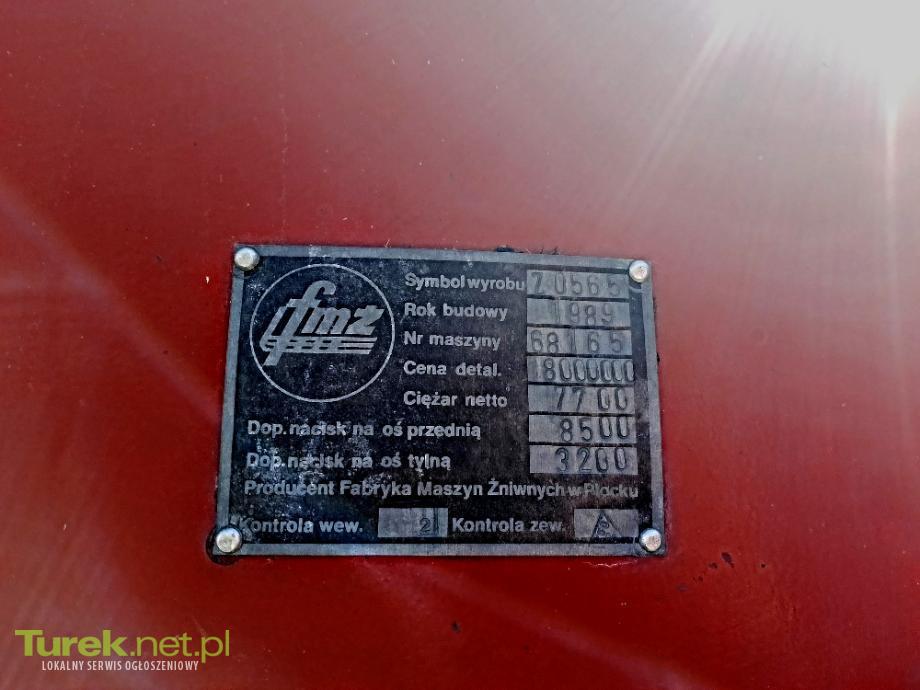 fmż
Symbol wyrobu Z0565
Rok budowy 1989
Nr maszyny 68165
Cena detal. 18000000
Ciężar netto 7700
Dop. nacisk na oś przednią 8500
Dop. nacisk na oś tylną 3200
Producent Fabryka Maszyn Żniwnych w Płocku
Kontrola wew. 2 Kontrola zew.
Turek.net.pl
LOKALNY SERWIS OGŁOSZENIOWY